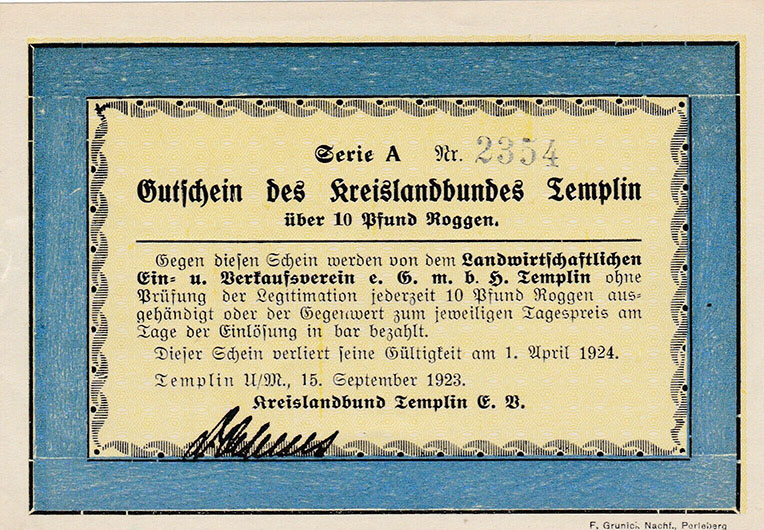 Serie A Nr. 2354
Gutschein des Kreislandbundes Templin
über 10 Pfund Roggen.
Gegen diesen Schein werden von dem Landwirtschaftlichen
Ein- u. Verkaufsverein e. G. m. b. H. Templin ohne
Prüfung der Legitimation jederzeit 10 Pfund Roggen aus-
gehändigt oder der Gegenwert zum jeweiligen Tagespreis am
Tage der Einlösung in bar bezahlt.
Dieser Schein verliert seine Gültigkeit am 1. April 1924.
Templin U/M., 15. September 1923.
Kreislandbund Templin E. V.
F. Grunick Nachf., Perleberg